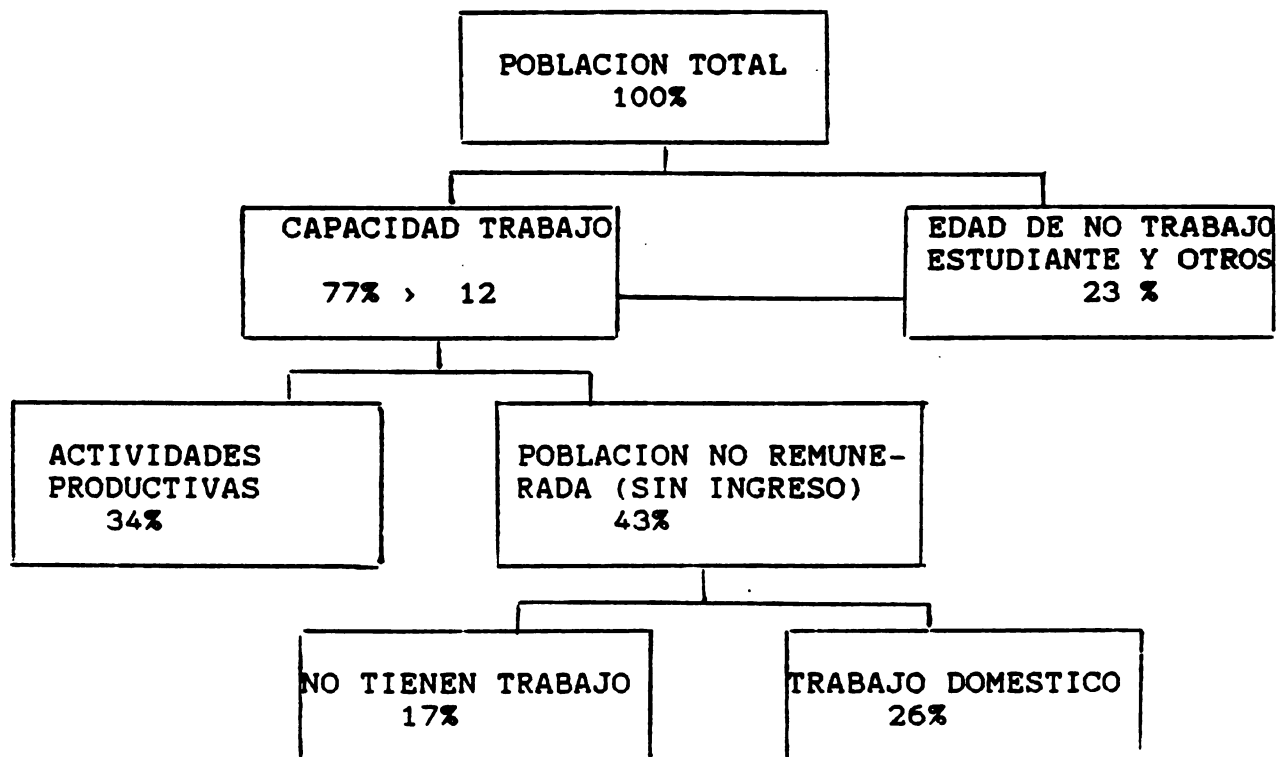 POBLACION TOTAL
100%
CAPACIDAD TRABAJO
77% > 12
EDAD DE NO TRABAJO
ESTUDIANTE Y OTROS
23 %
ACTIVIDADES
PRODUCTIVAS
34%
POBLACION NO REMUNE-
RADA (SIN INGRESO)
43%
NO TIENEN TRABAJO
17%
TRABAJO DOMESTICO
26%